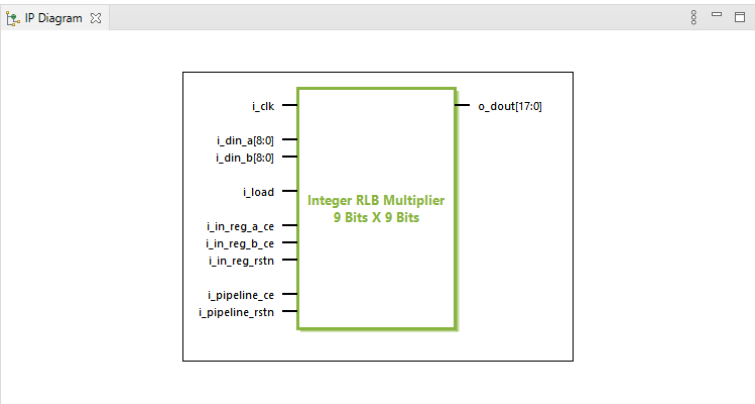 IP Diagram
i_clk
o_dout[17:0]
i_din_a[8:0]
i_din_b[8:0]
i_load
Integer RLB Multiplier
9 Bits X 9 Bits
i_in_reg_a_ce
i_in_reg_b_ce
i_in_reg_rstn
i_pipeline_ce
i_pipeline_rstn